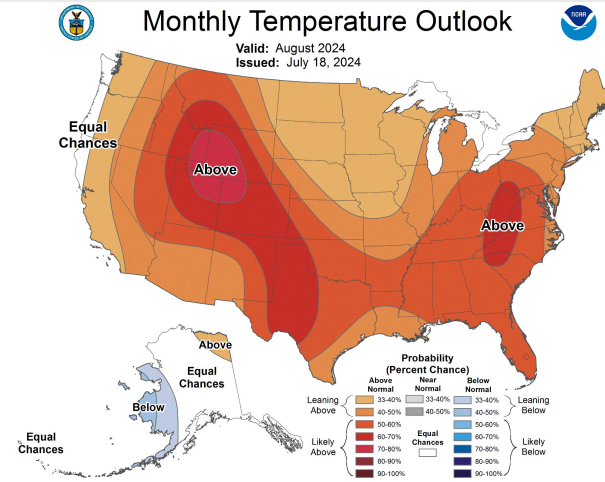 Monthly Temperature Outlook
NOAA
Valid: August 2024
Issued: July 18, 2024
Equal
Chances
Above
Above
Above
Equal
Chances
Below
Equal
Chances
Probability
(Percent Chance)
Above
Normal
Near
Normal
Below
Normal
Leaning
Above
33-40%
40-50%
33-40%
40-50%
33-40%
40-50%
Leaning
Below
Likely
Above
50-60%
60-70%
70-80%
80-90%
90-100%
Equal
Chances
50-60%
60-70%
70-80%
80-90%
90-100%
Likely
Below